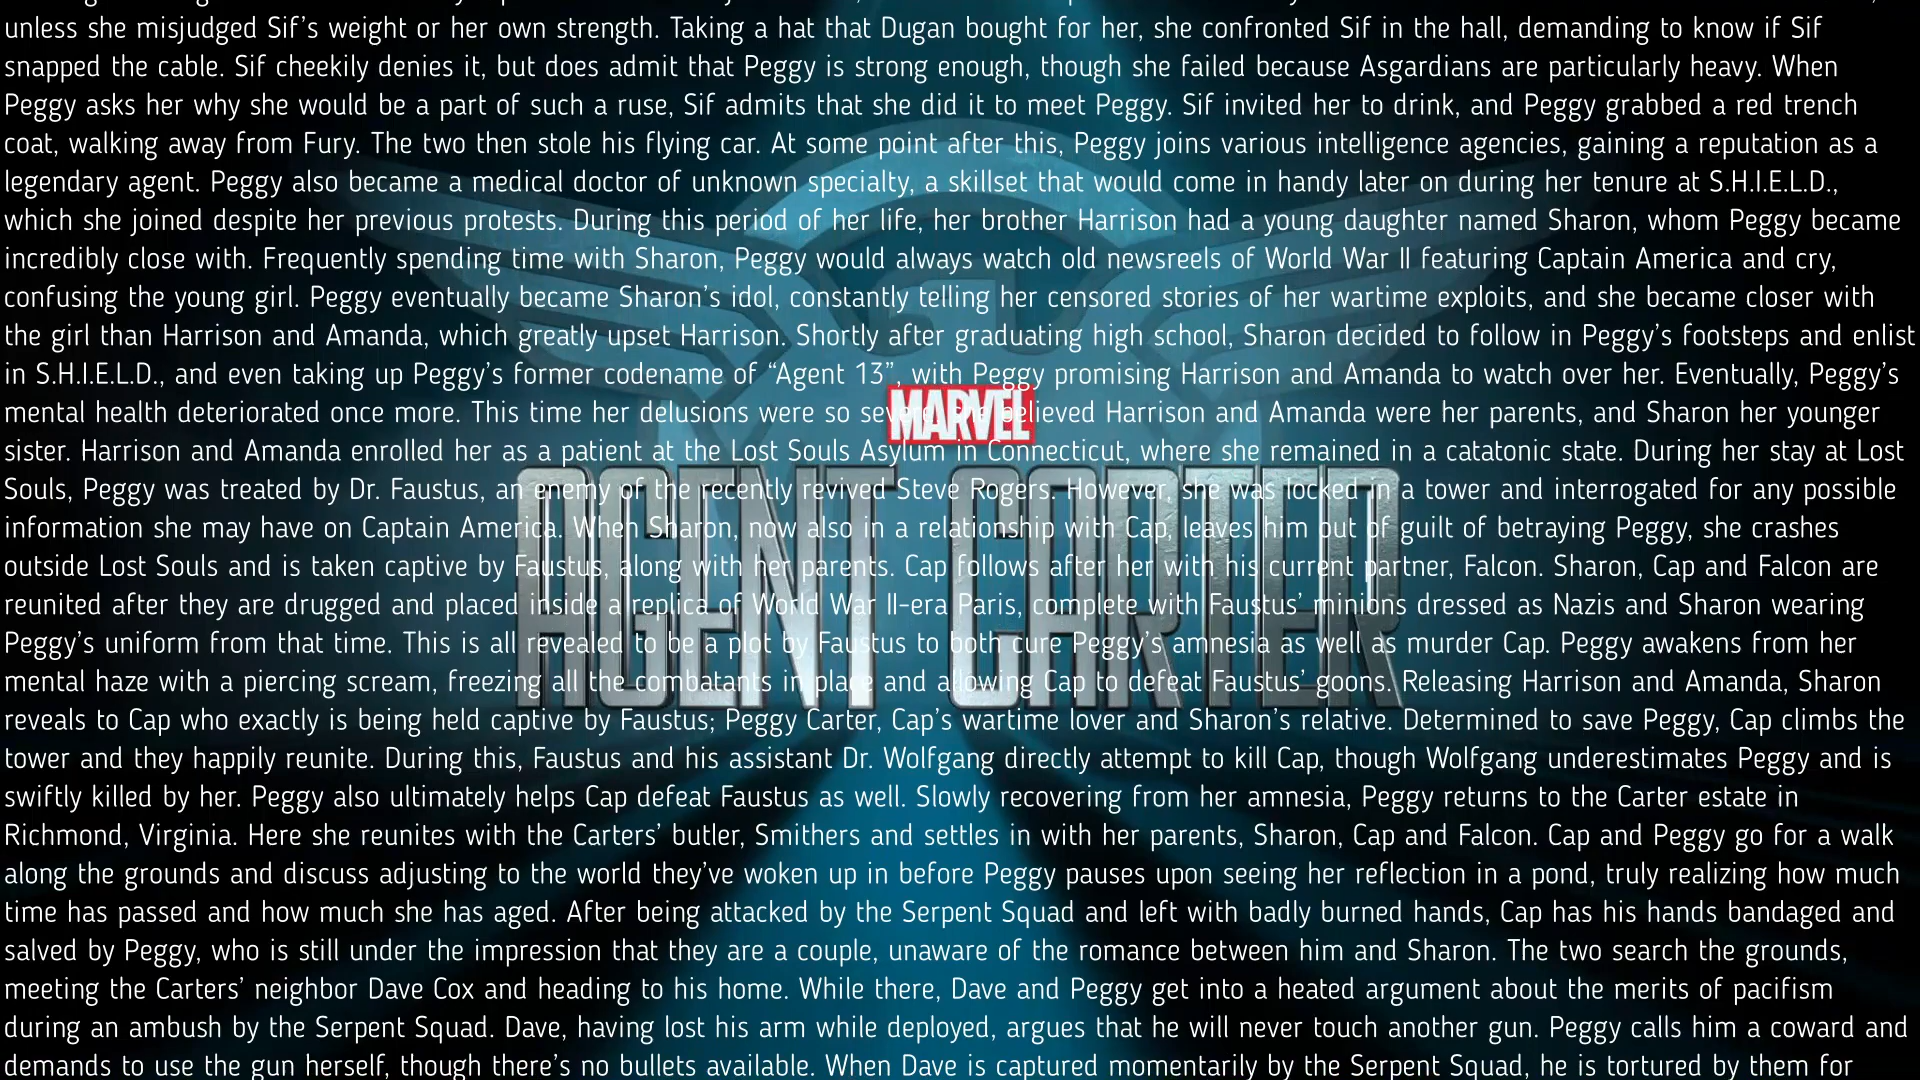 unless she misjudged Sif's weight or her own strength. Taking a hat that Dugan bought for her, she confronted Sif in the hall, demanding to know if Sif
snapped the cable. Sif cheekily denies it, but does admit that Peggy is strong enough, though she failed because Asgardians are particularly heavy. When
Peggy asks her why she would be a part of such a ruse, Sif admits that she did it to meet Peggy. Sif invited her to drink, and Peggy grabbed a red trench
coat, walking away from Fury. The two then stole his flying car. At some point after this, Peggy joins various intelligence agencies, gaining a reputation as a
legendary agent. Peggy also became a medical doctor of unknown specialty, a skillset that would come in handy later on during her tenure at S.H.I.E.L.D.,
which she joined despite her previous protests. During this period of her life, her brother Harrison had a young daughter named Sharon, whom Peggy became
incredibly close with. Frequently spending time with Sharon, Peggy would always watch old newsreels of World War II featuring Captain America and cry,
confusing the young girl. Peggy eventually became Sharon's idol, constantly telling her censored stories of her wartime exploits, and she became closer with
the girl than Harrison and Amanda, which greatly upset Harrison. Shortly after graduating high school, Sharon decided to follow in Peggy's footsteps and enlist
in S.H.I.E.L.D., and even taking up Peggy's former codename of “Agent 13”, with Peggy promising Harrison and Amanda to watch over her. Eventually, Peggy's
mental health deteriorated once more. This time her delusions were so severe she believed Harrison and Amanda were her parents, and Sharon her younger
MARVEL
sister. Harrison and Amanda enrolled her as a patient at the Lost Souls Asylum in Connecticut, where she remained in a catatonic state. During her stay at Lost
Souls, Peggy was treated by Dr. Faustus, an enemy of the recently revived Steve Rogers. However, she was locked in a tower and interrogated for any possible
information she may have on Captain America. When Sharon, now also in a relationship with Cap, leaves him out of guilt of betraying Peggy, she crashes
outside Lost Souls and is taken captive by Faustus, along with her parents. Cap follows after her with his current partner, Falcon. Sharon, Cap and Falcon are
AGENT CARTER
reunited after they are drugged and placed inside a replica of World War II-era Paris, complete with Faustus' minions dressed as Nazis and Sharon wearing
Peggy's uniform from that time. This is all revealed to be a plot by Faustus to both cure Peggy's amnesia as well as murder Cap. Peggy awakens from her
mental haze with a piercing scream, freezing all the combatants in place and allowing Cap to defeat Faustus' goons. Releasing Harrison and Amanda, Sharon
reveals to Cap who exactly is being held captive by Faustus; Peggy Carter, Cap's wartime lover and Sharon's relative. Determined to save Peggy, Cap climbs the
tower and they happily reunite. During this, Faustus and his assistant Dr. Wolfgang directly attempt to kill Cap, though Wolfgang underestimates Peggy and is
swiftly killed by her. Peggy also ultimately helps Cap defeat Faustus as well. Slowly recovering from her amnesia, Peggy returns to the Carter estate in
Richmond, Virginia. Here she reunites with the Carters' butler, Smithers and settles in with her parents, Sharon, Cap and Falcon. Cap and Peggy go for a walk
along the grounds and discuss adjusting to the world they've woken up in before Peggy pauses upon seeing her reflection in a pond, truly realizing how much
time has passed and how much she has aged. After being attacked by the Serpent Squad and left with badly burned hands, Cap has his hands bandaged and
salved by Peggy, who is still under the impression that they are a couple, unaware of the romance between him and Sharon. The two search the grounds,
meeting the Carters' neighbor Dave Cox and heading to his home. While there, Dave and Peggy get into a heated argument about the merits of pacifism
during an ambush by the Serpent Squad. Dave, having lost his arm while deployed, argues that he will never touch another gun. Peggy calls him a coward and
demands to use the gun herself, though there's no bullets available. When Dave is captured momentarily by the Serpent Squad, he is tortured by them for